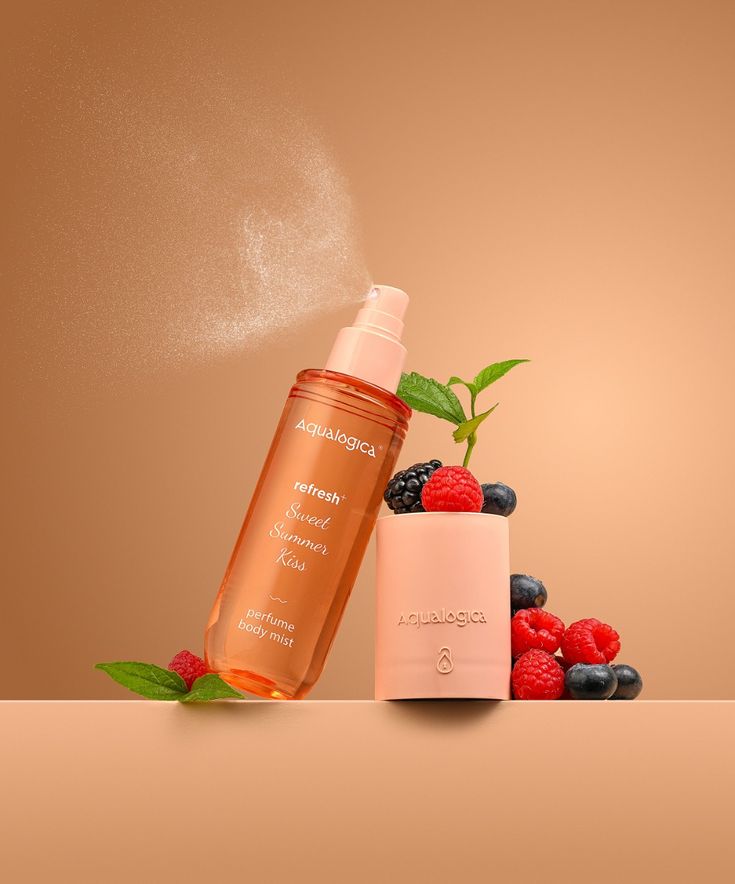 Aqualogica®
refresh+
Sweet
Summer
Kiss
perfume
body mist
Aqualogica